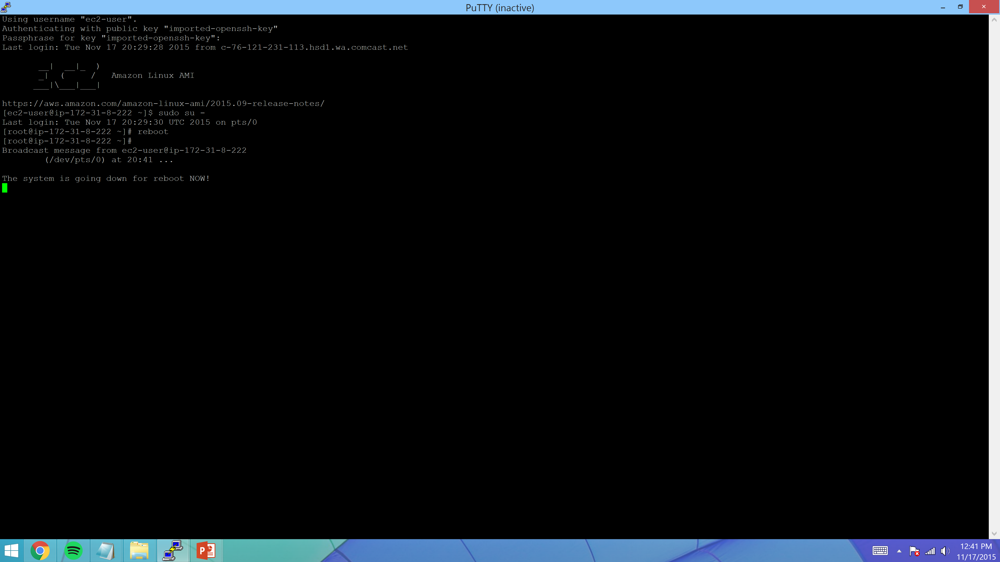 PuTTY (inactive)
Using username "ec2-user".
Authenticating with public key "imported-openssh-key"
Passphrase for key "imported-openssh-key":
Last login: Tue Nov 17 20:29:28 2015 from c-76-121-231-113.hsd1.wa.comcast.net
       __|  __|_  )
       _|  (     /   Amazon Linux AMI
      ___|\___|___|
https://aws.amazon.com/amazon-linux-ami/2015.09-release-notes/
[ec2-user@ip-172-31-8-222 ~]$ sudo su -
Last login: Tue Nov 17 20:29:30 UTC 2015 on pts/0
[root@ip-172-31-8-222 ~]# reboot
[root@ip-172-31-8-222 ~]#
Broadcast message from ec2-user@ip-172-31-8-222
        (/dev/pts/0) at 20:41 ...
The system is going down for reboot NOW!
12:41 PM
11/17/2015